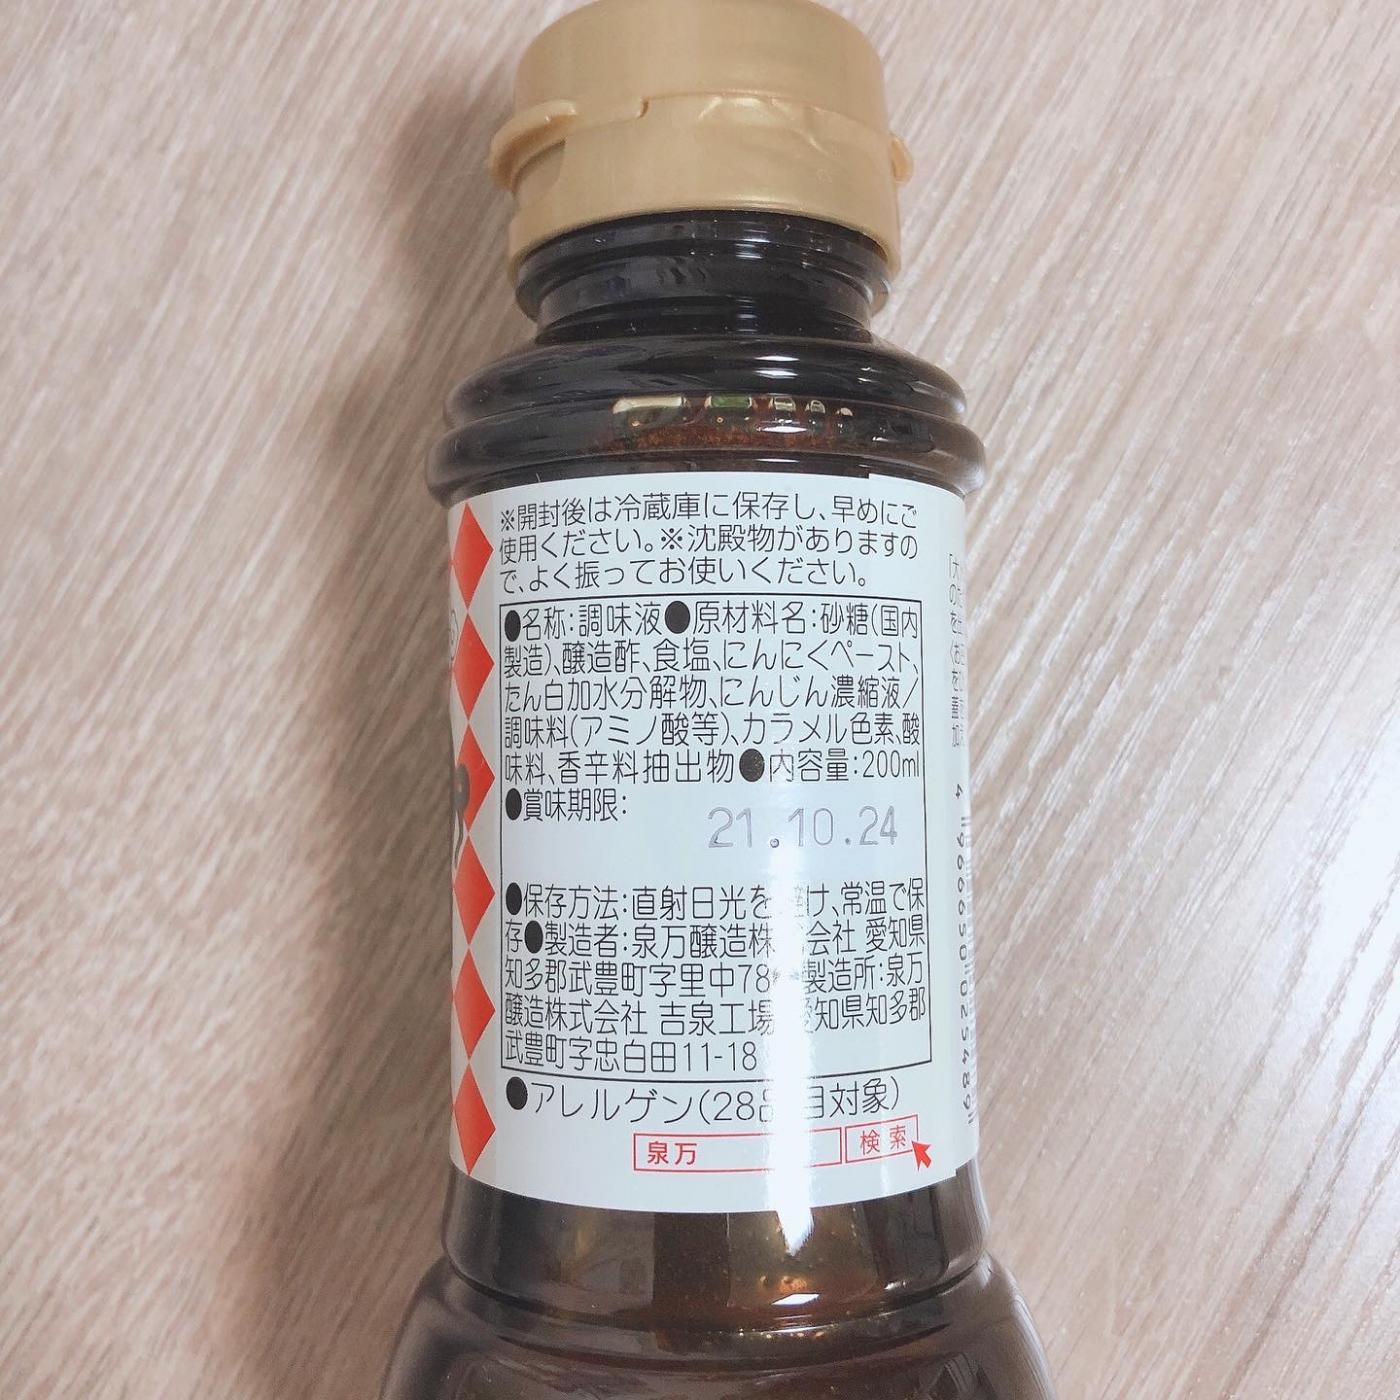 ※開封後は冷蔵庫に保存し、早めにご
使用ください。※沈殿物がありますの
で、よく振ってお使いください。
●名称:調味液●原材料名:砂糖(国内
製造)、醸造酢、食塩、にんにくペースト、
たん白加水分解物、にんじん濃縮液/
調味料(アミノ酸等)、カラメル色素、酸
味料、香辛料抽出物●内容量:200ml
●賞味期限:
21.10.24
●保存方法:直射日光を避け、常温で保
存●製造者:泉万醸造株式会社 愛知県
知多郡武豊町字里中78 製造所:泉万
醸造株式会社 吉泉工場 愛知県知多郡
武豊町字忠白田11-18
●アレルゲン(28品目対象)
泉万
検索